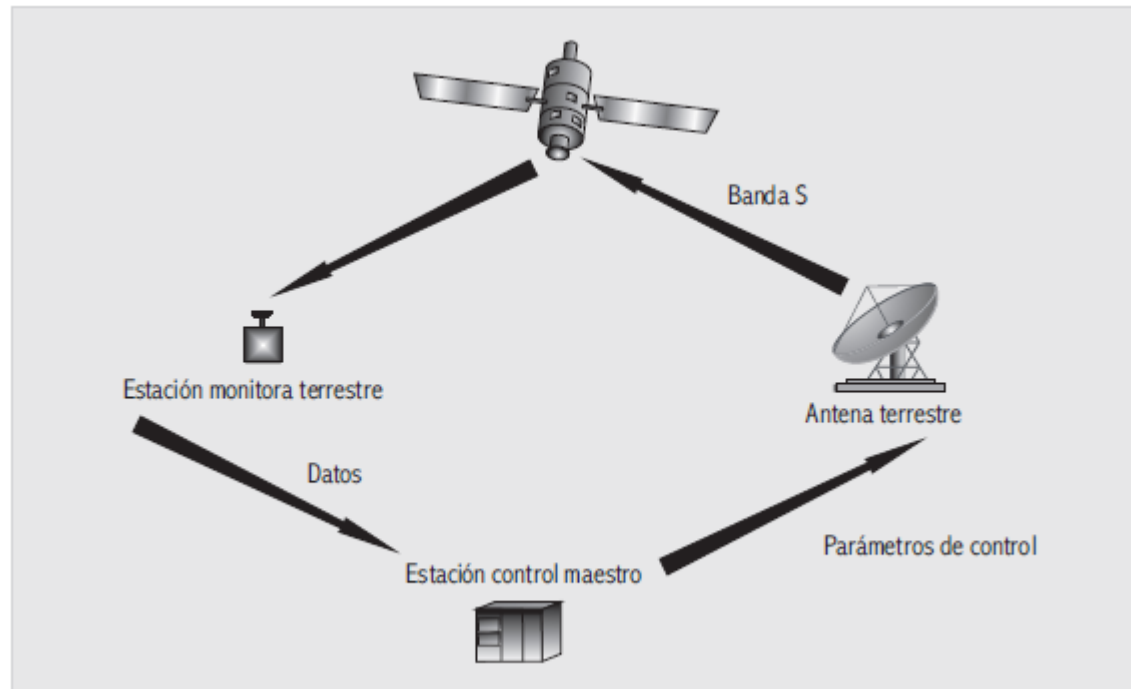 Banda S
Estación monitora terrestre
Antena terrestre
Datos
Parámetros de control
Estación control maestro